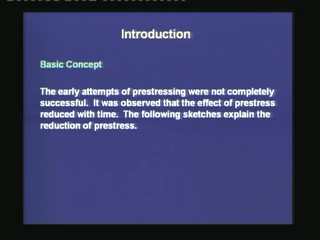 Introduction
Basic Concept
The early attempts of prestressing were not completely
successful. It was observed that the effect of prestress
reduced with time. The following sketches explain the
reduction of prestress.